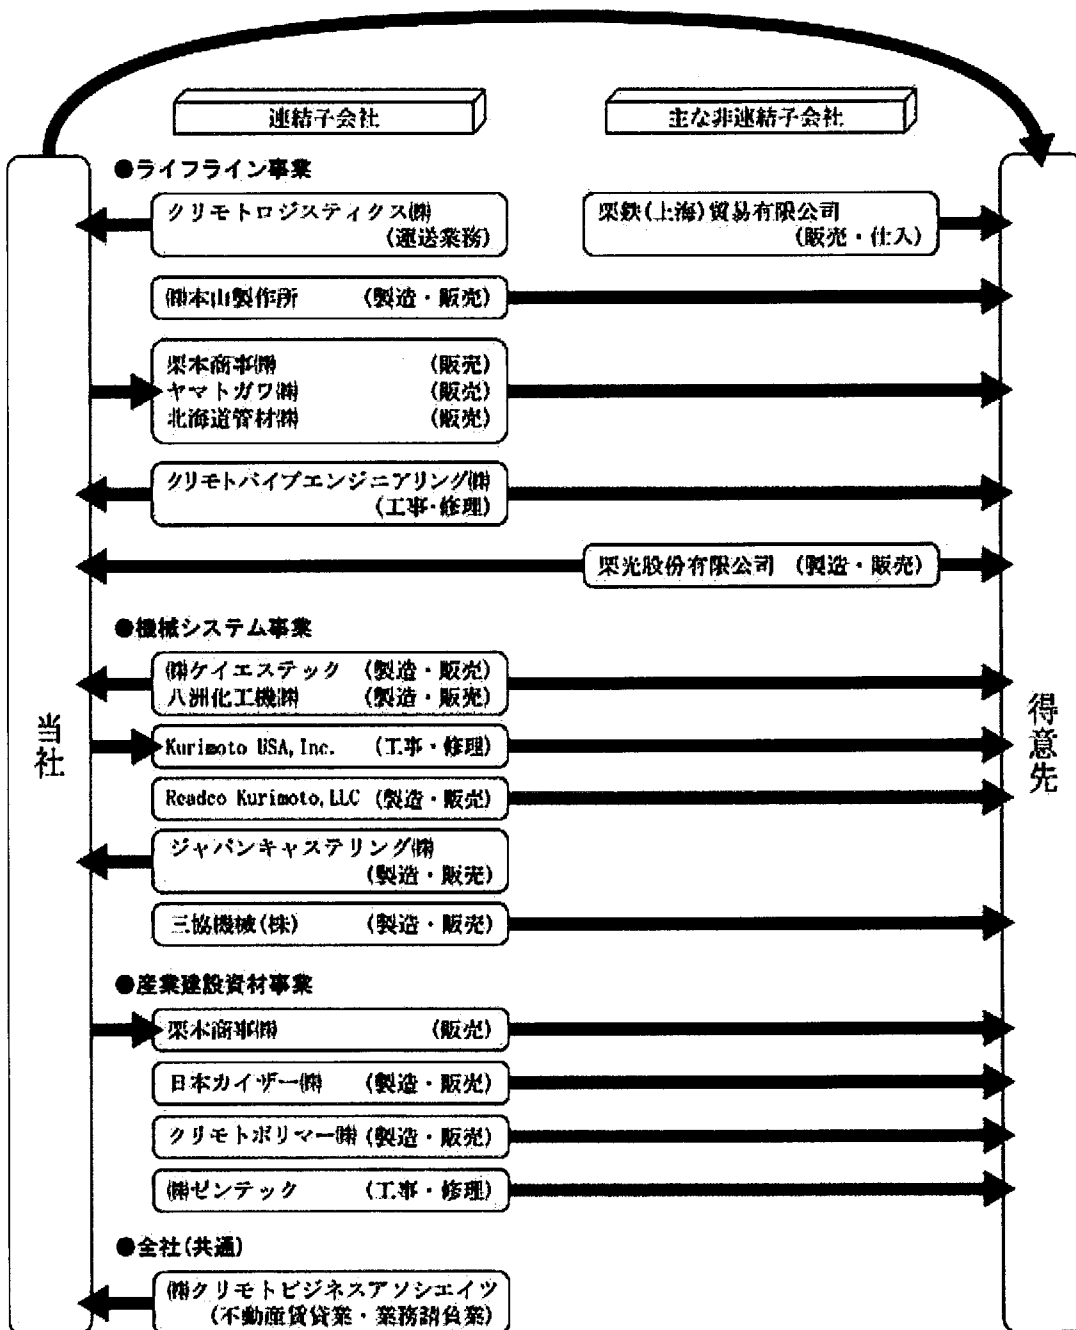 連結子会社
主な非連結子会社
●ライフライン事業
クリモトロジスティクス㈱
(運送業務)
栗鉄(上海)貿易有限公司
(販売・仕入)
㈱本山製作所 (製造・販売)
栗本商事㈱ (販売)
ヤマトガワ㈱ (販売)
北海道管材㈱ (販売)
クリモトパイプエンジニアリング㈱
(工事・修理)
栗光股份有限公司 (製造・販売)
●機械システム事業
㈱ケイエステック (製造・販売)
八洲化工機㈱ (製造・販売)
当社
得意先
Kurimoto USA,Inc. (工事・修理)
Readco Kurimoto,LLC (製造・販売)
ジャパンキャステリング㈱
(製造・販売)
三協機械(株) (製造・販売)
●産業建設資材事業
栗本商事㈱ (販売)
日本カイザー㈱ (製造・販売)
クリモトポリマー㈱ (製造・販売)
㈱ゼンテック (工事・修理)
●全社(共通)
㈱クリモトビジネスアソシエイツ
(不動産賃貸業・業務請負業)